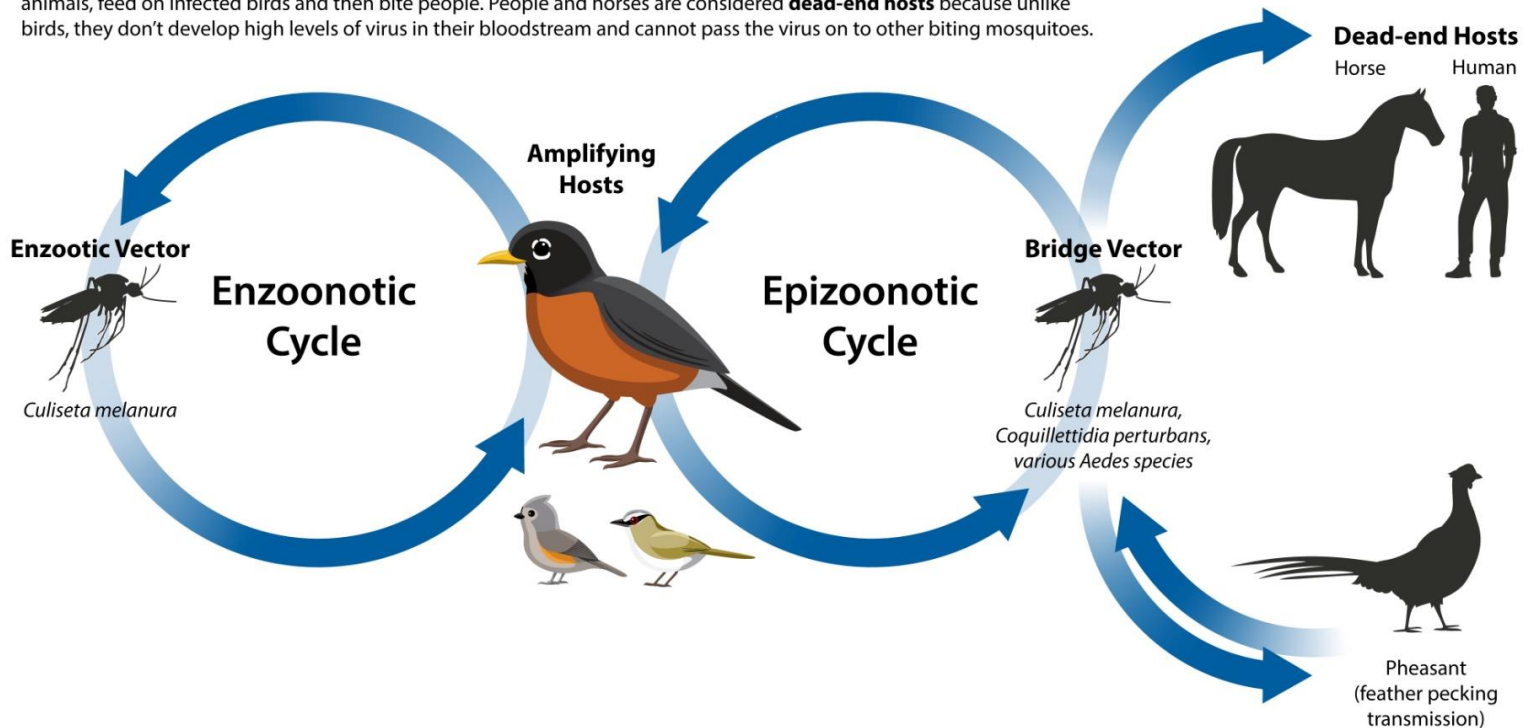 animals, feed on infected birds and then bite people. People and horses are considered dead-end hosts because unlike
birds, they don't develop high levels of virus in their bloodstream and cannot pass the virus on to other biting mosquitoes.
Dead-end Hosts
Horse
Human
Amplifying
Hosts
Enzootic Vector
Enzoonotic
Cycle
Culiseta melanura
Epizoonotic
Cycle
Bridge Vector
Culiseta melanura,
Coquillettidia perturbans,
various Aedes species
Pheasant
(feather pecking
transmission)